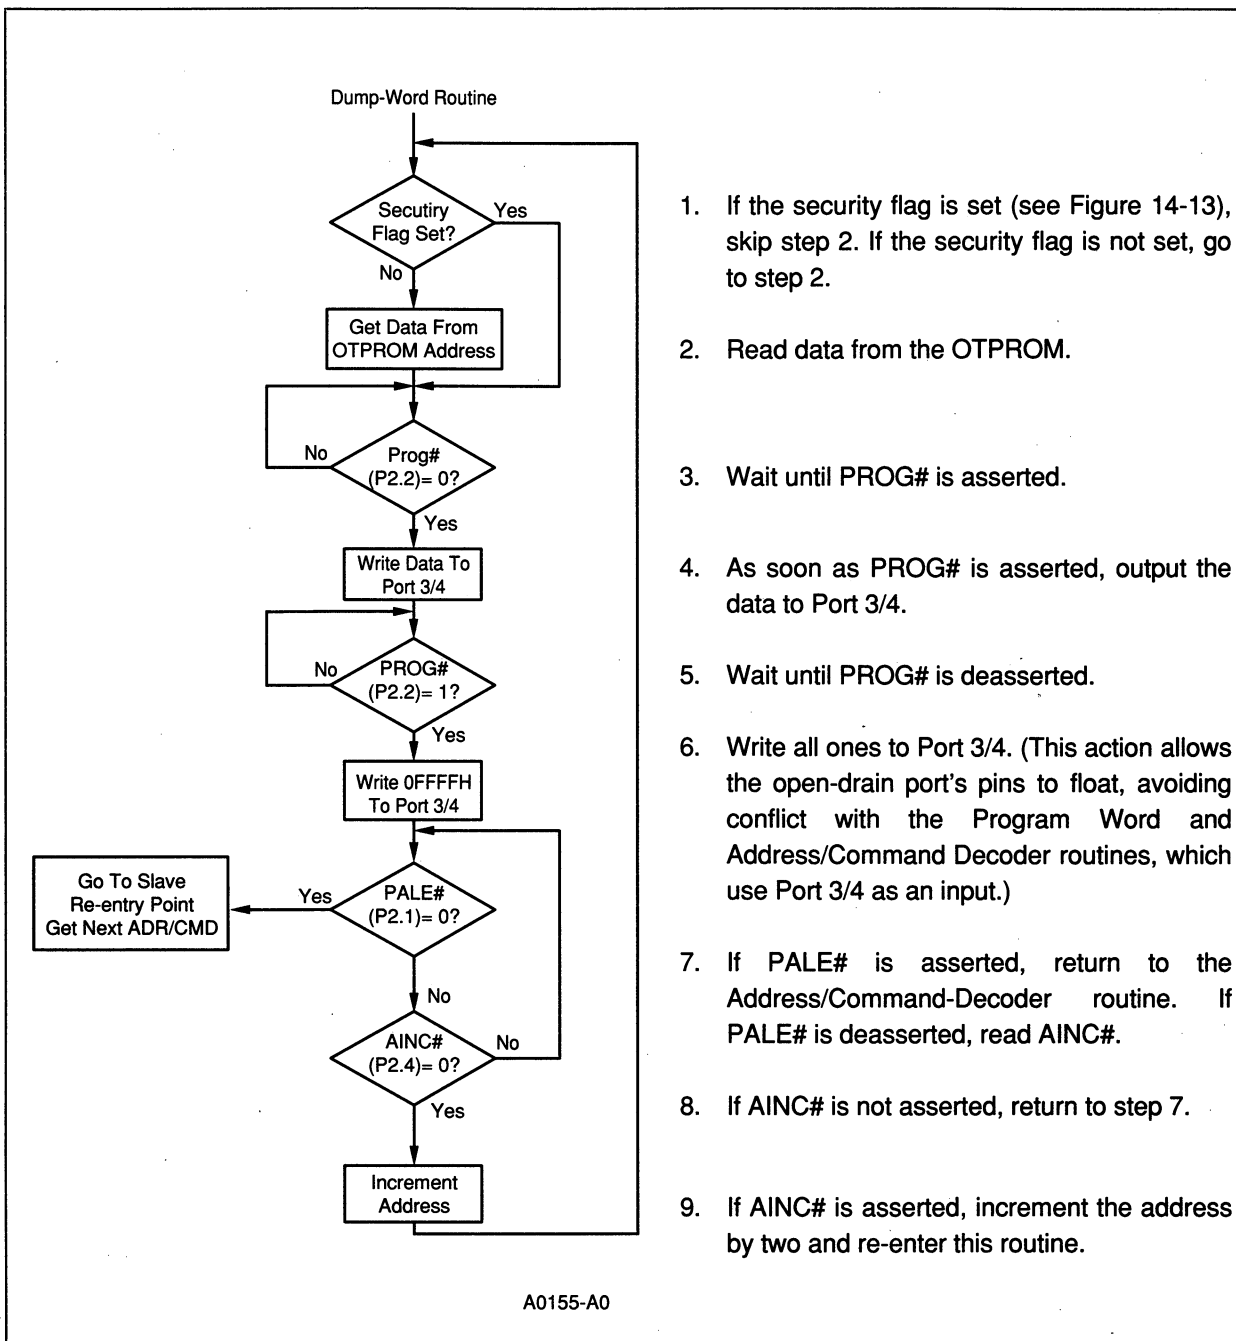 Dump-Word Routine
Secutiry
Flag Set?
Yes
No
Get Data From
OTPROM Address
No
Prog#
(P2.2)= 0?
Yes
Write Data To
Port 3/4
No
PROG#
(P2.2)= 1?
Yes
Write 0FFFFH
To Port 3/4
Go To Slave
Re-entry Point
Get Next ADR/CMD
Yes
PALE#
(P2.1)= 0?
No
AINC#
(P2.4)= 0?
No
Yes
Increment
Address
1. If the security flag is set (see Figure 14-13),
skip step 2. If the security flag is not set, go
to step 2.
2. Read data from the OTPROM.
3. Wait until PROG# is asserted.
4. As soon as PROG# is asserted, output the
data to Port 3/4.
5. Wait until PROG# is deasserted.
6. Write all ones to Port 3/4. (This action allows
the open-drain port's pins to float, avoiding
conflict with the Program Word and
Address/Command Decoder routines, which
use Port 3/4 as an input.)
7. If PALE# is asserted, return to the
Address/Command-Decoder routine. If
PALE# is deasserted, read AINC#.
8. If AINC# is not asserted, return to step 7.
9. If AINC# is asserted, increment the address
by two and re-enter this routine.
A0155-A0